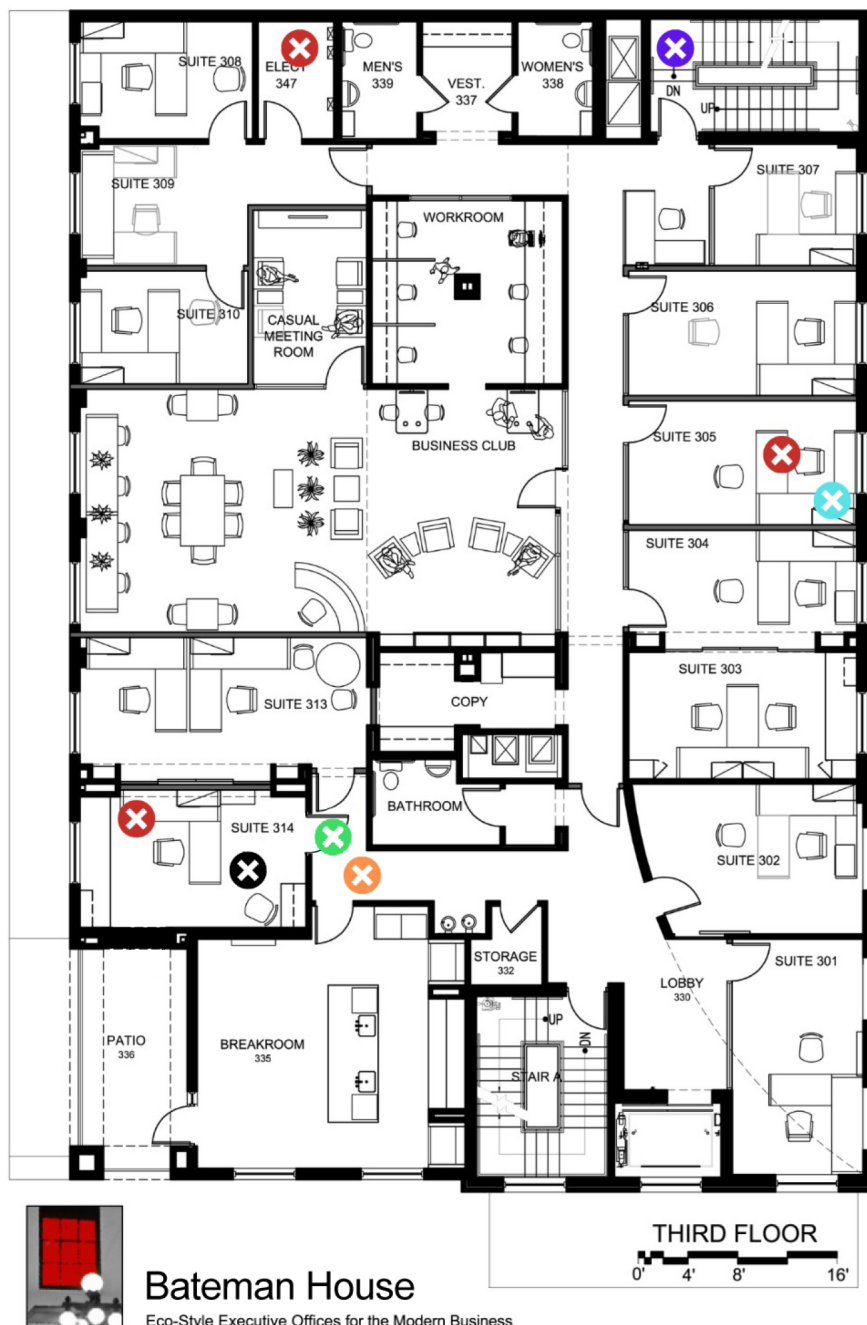 SUITE 308
ELECT
347
MEN'S
339
VEST.
337
WOMEN'S
338
DN
UP
SUITE 309
SUITE 307
WORKROOM
SUITE 310
CASUAL
MEETING
ROOM
SUITE 306
BUSINESS CLUB
SUITE 305
SUITE 304
SUITE 313
COPY
SUITE 303
BATHROOM
SUITE 314
SUITE 302
STORAGE
332
SUITE 301
LOBBY
330
PATIO
336
BREAKROOM
335
UP
DN
STAIR A
THIRD FLOOR
0' 4' 8' 16'
Bateman House
Eco-Style Executive Offices for the Modern Business